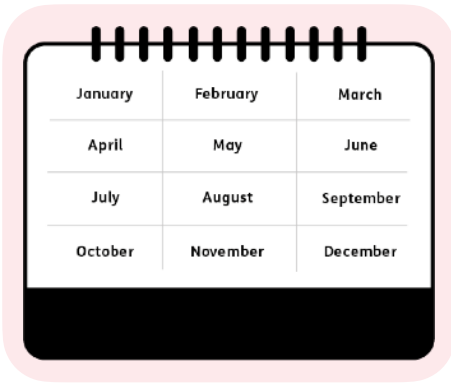 January February March
April May June
July August September
October November December